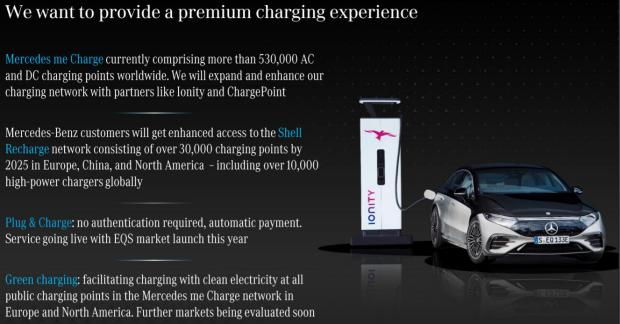 We want to provide a premium charging experience
Mercedes me Charge currently comprising more than 530,000 AC
and DC charging points worldwide. We will expand and enhance our
charging network with partners like Ionity and ChargePoint
Mercedes-Benz customers will get enhanced access to the Shell
Recharge network consisting of over 30,000 charging points by
2025 in Europe, China, and North America – including over 10,000
high-power chargers globally
Plug & Charge: no authentication required, automatic payment.
Service going live with EQS market launch this year
Green charging: facilitating charging with clean electricity at all
public charging points in the Mercedes me Charge network in
Europe and North America. Further markets being evaluated soon
IONITY
S EQ133E